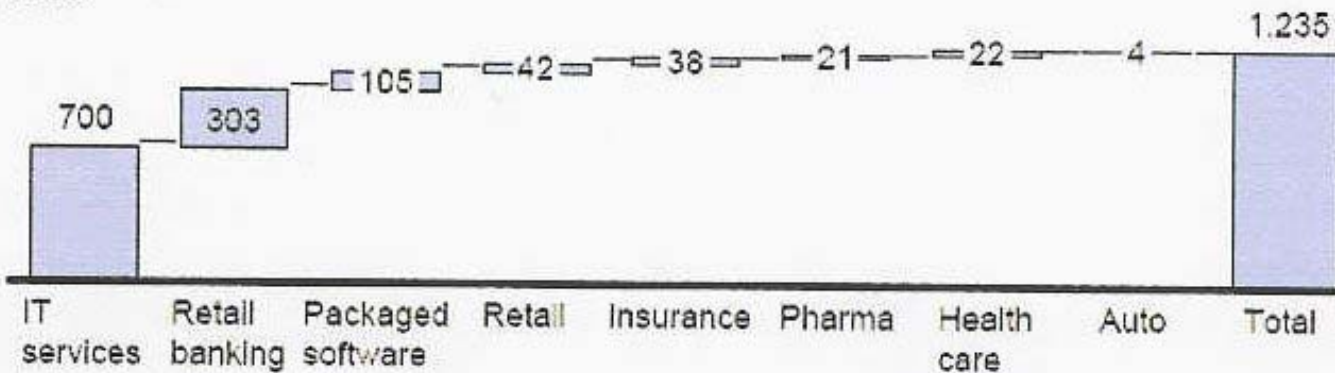 1.235
105
42
38
21
22
4
700
303
IT
services
Retail
banking
Packaged
software
Retail
Insurance
Pharma
Health
care
Auto
Total